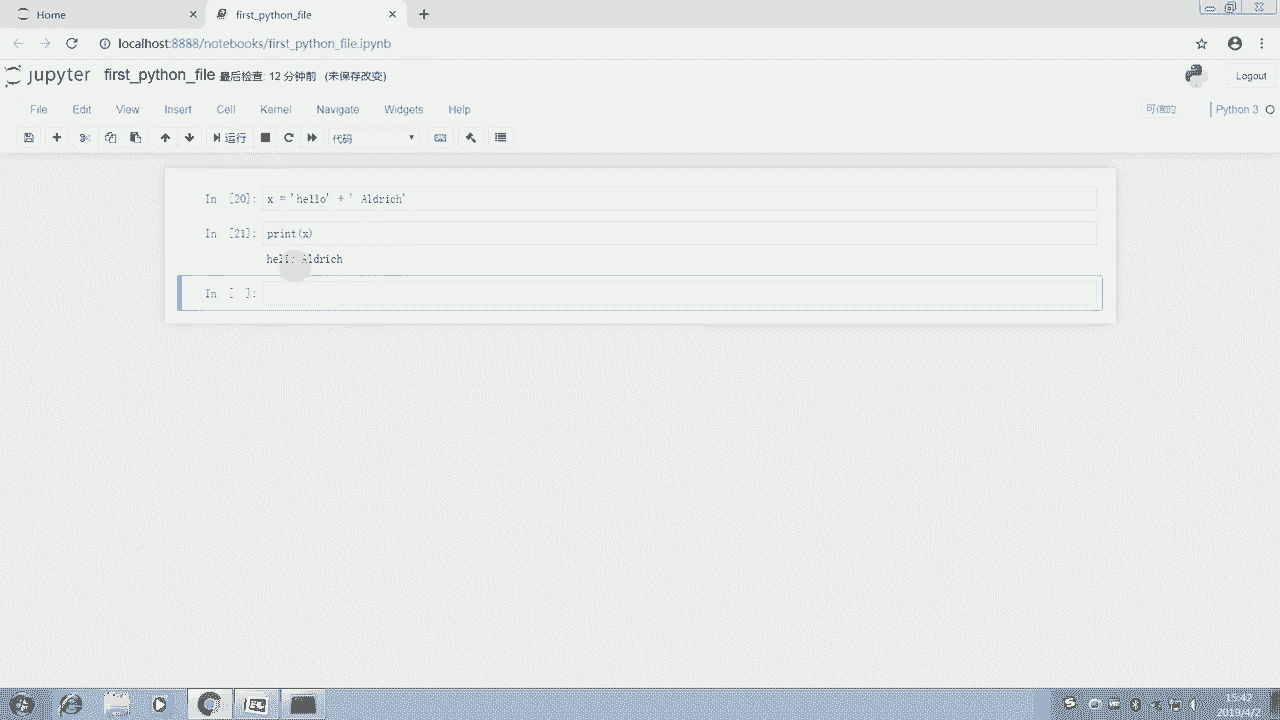 Home
first_python_file
localhost:8888/notebooks/first_python_file.ipynb
jupyter first_python_file 最后检查: 12 分钟前 (未保存改变)
Logout
File Edit View Insert Cell Kernel Navigate Widgets Help
可信的 Python 3
运行 代码
In [20]: x = 'hello' + ' Aldrich'
In [21]: print(x)
hello Aldrich
In [ ]:
15:42
2019/4/2